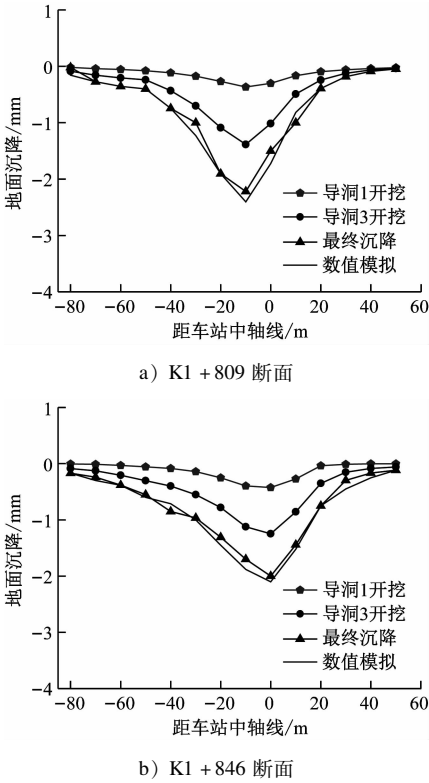 1
0
-1
-2
-3
-4
地面沉降/mm
导洞1开挖
导洞3开挖
最终沉降
数值模拟
-80 -60 -40 -20 0 20 40 60
距车站中轴线/m
a) K1+809 断面
1
0
-1
-2
-3
-4
地面沉降/mm
导洞1开挖
导洞3开挖
最终沉降
数值模拟
-80 -60 -40 -20 0 20 40 60
距车站中轴线/m
b) K1+846 断面